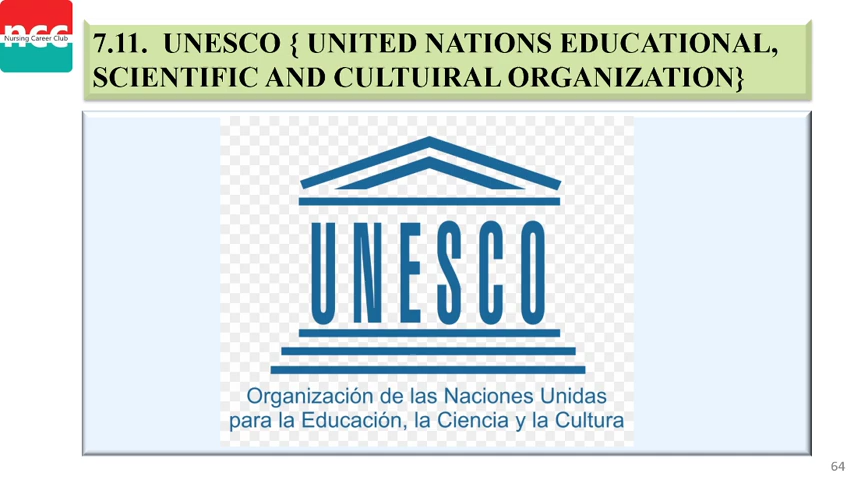 ncc
Nursing Career Club
7.11. UNESCO { UNITED NATIONS EDUCATIONAL,
SCIENTIFIC AND CULTUIRAL ORGANIZATION}
UNESCO
Organización de las Naciones Unidas
para la Educación, la Ciencia y la Cultura
64